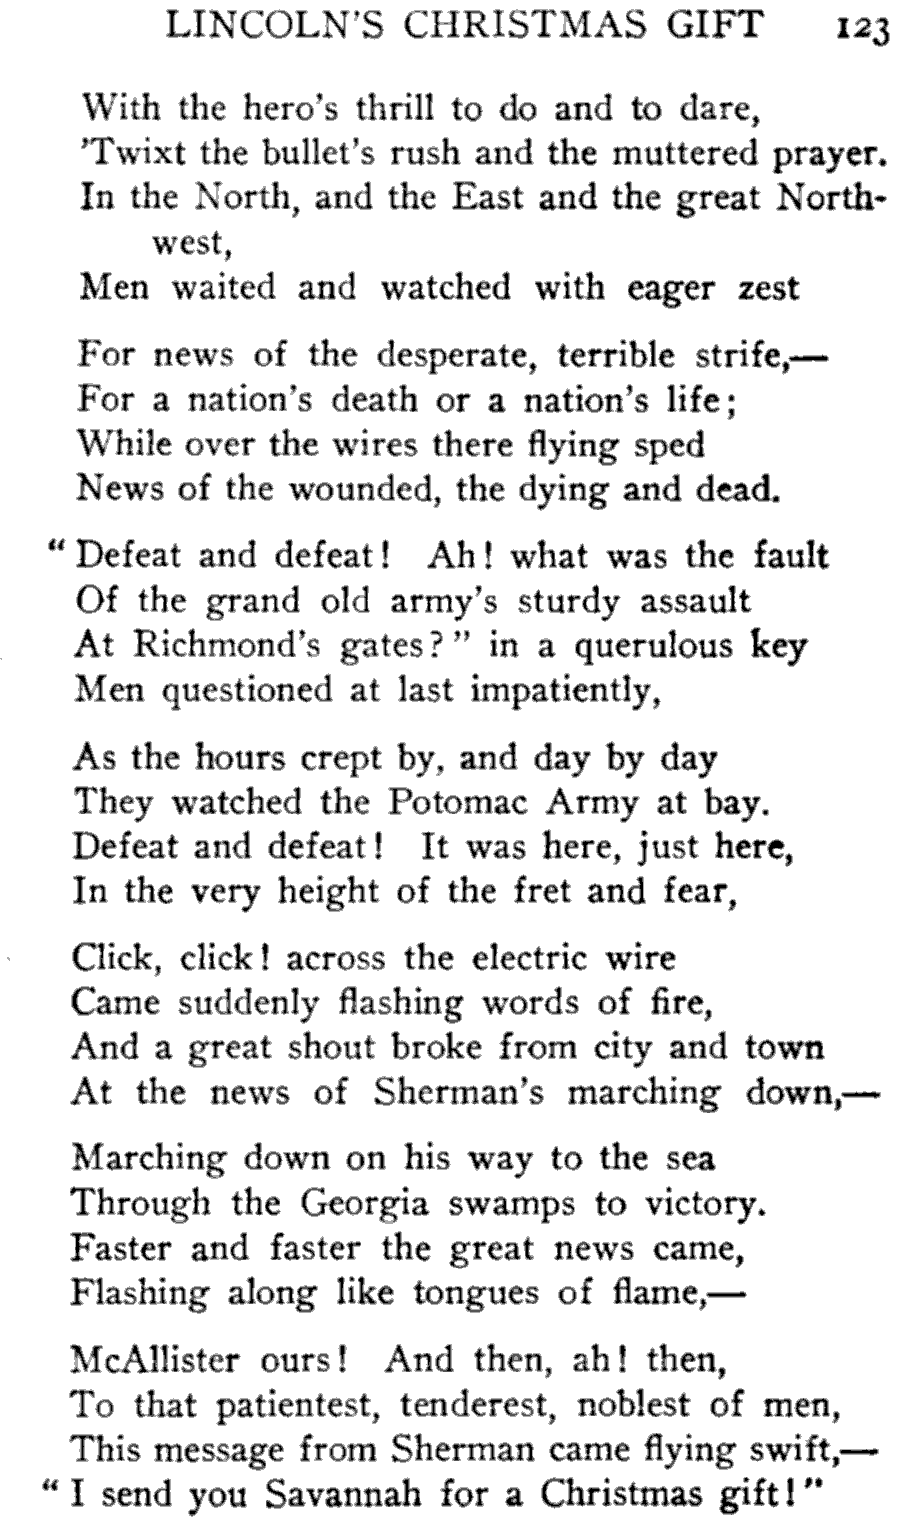 LINCOLN'S CHRISTMAS GIFT 123
With the hero's thrill to do and to dare,
'Twixt the bullet's rush and the muttered prayer.
In the North, and the East and the great North-
west,
Men waited and watched with eager zest
For news of the desperate, terrible strife,—
For a nation's death or a nation's life;
While over the wires there flying sped
News of the wounded, the dying and dead.
"Defeat and defeat! Ah! what was the fault
Of the grand old army's sturdy assault
At Richmond's gates?" in a querulous key
Men questioned at last impatiently,
As the hours crept by, and day by day
They watched the Potomac Army at bay.
Defeat and defeat! It was here, just here,
In the very height of the fret and fear,
Click, click! across the electric wire
Came suddenly flashing words of fire,
And a great shout broke from city and town
At the news of Sherman's marching down,—
Marching down on his way to the sea
Through the Georgia swamps to victory.
Faster and faster the great news came,
Flashing along like tongues of flame,—
McAllister ours! And then, ah! then,
To that patientest, tenderest, noblest of men,
This message from Sherman came flying swift,—
"I send you Savannah for a Christmas gift!"